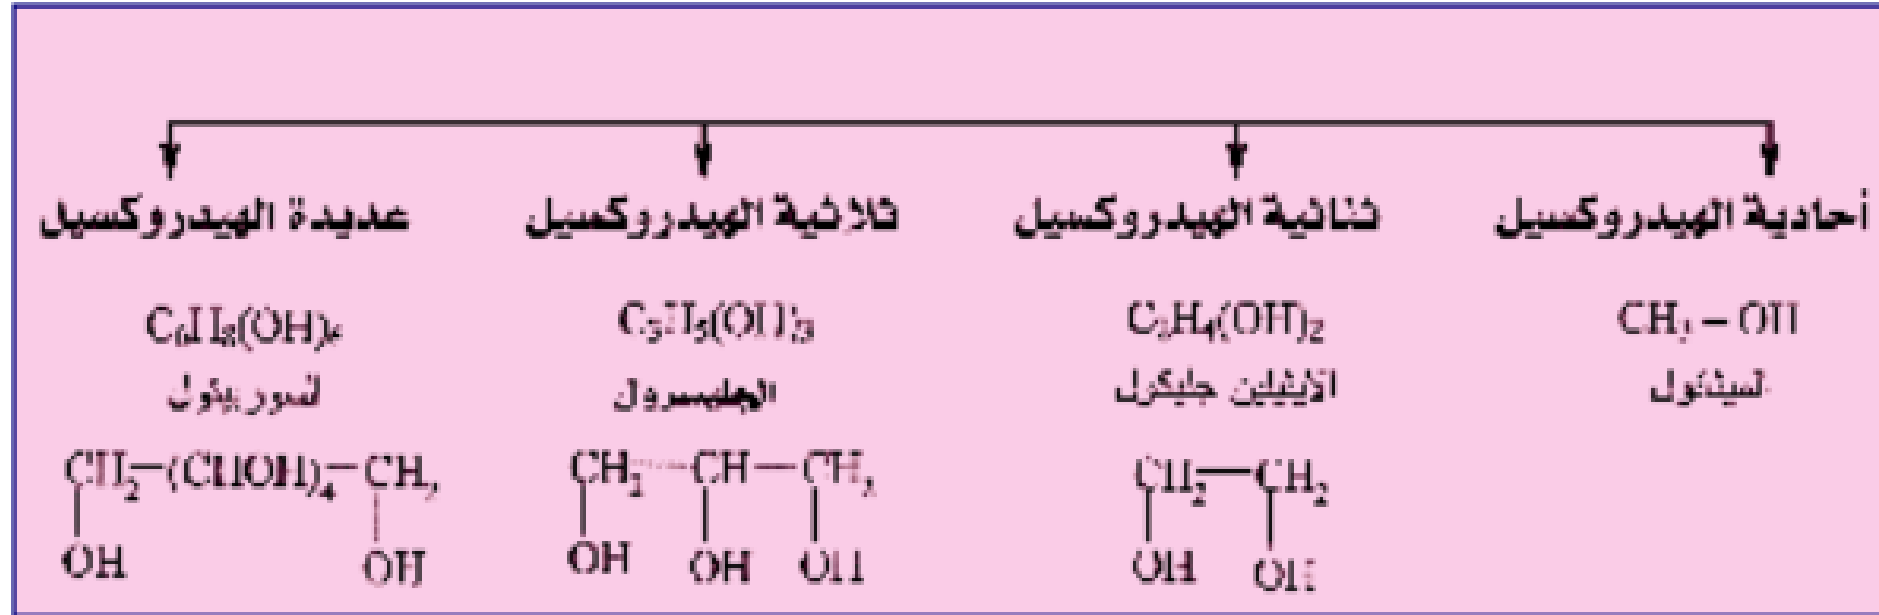 أحادية الهيدروكسيل
ثنائية الهيدروكسيل
ثلاثية الهيدروكسيل
عديدة الهيدروكسيل
CH₃ – OH
C₂H₄(OH)₂
C₃H₅(OH)₃
C₆H₈(OH)₆
الميثانول
الإيثيلين جليكول
الجليسرول
السوربيتول
CH₂—CH₂
OH OH
CH₂—CH—CH₂
OH OH OH
CH₂—(CHOH)₄—CH₂
OH OH